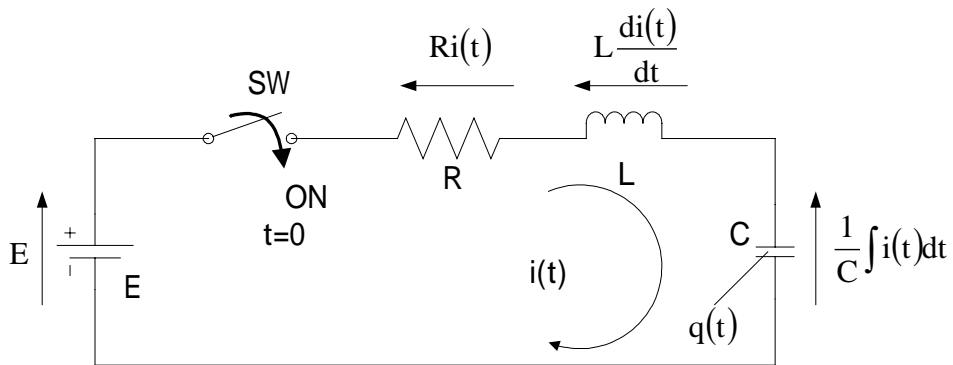 Ri(t)
L di(t)/dt
SW
ON
t=0
R
L
E
+
−
E
i(t)
C
q(t)
1/C ∫i(t)dt